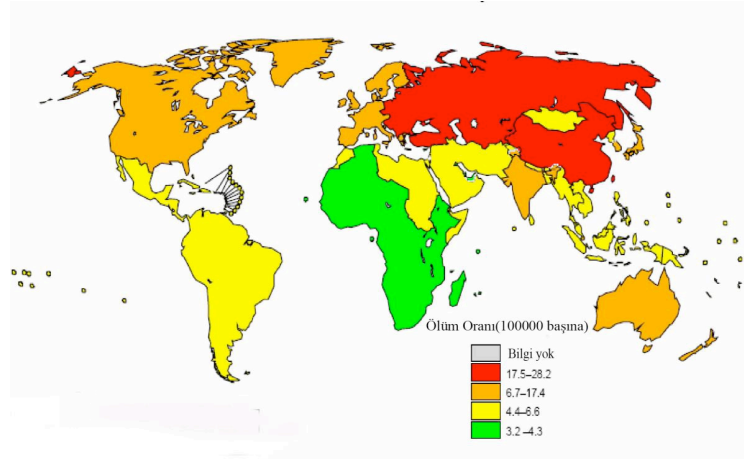 Ölüm Oranı(100000 başına)
Bilgi yok
17.5–28.2
6.7–17.4
4.4–6.6
3.2 –4.3